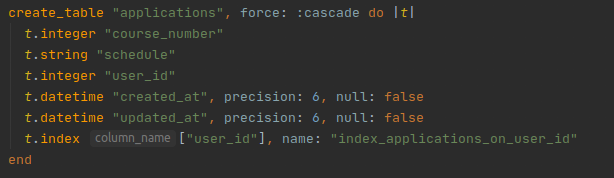 create_table "applications", force: :cascade do |t|
t.integer "course_number"
t.string "schedule"
t.integer "user_id"
t.datetime "created_at", precision: 6, null: false
t.datetime "updated_at", precision: 6, null: false
t.index column_name ["user_id"], name: "index_applications_on_user_id"
end